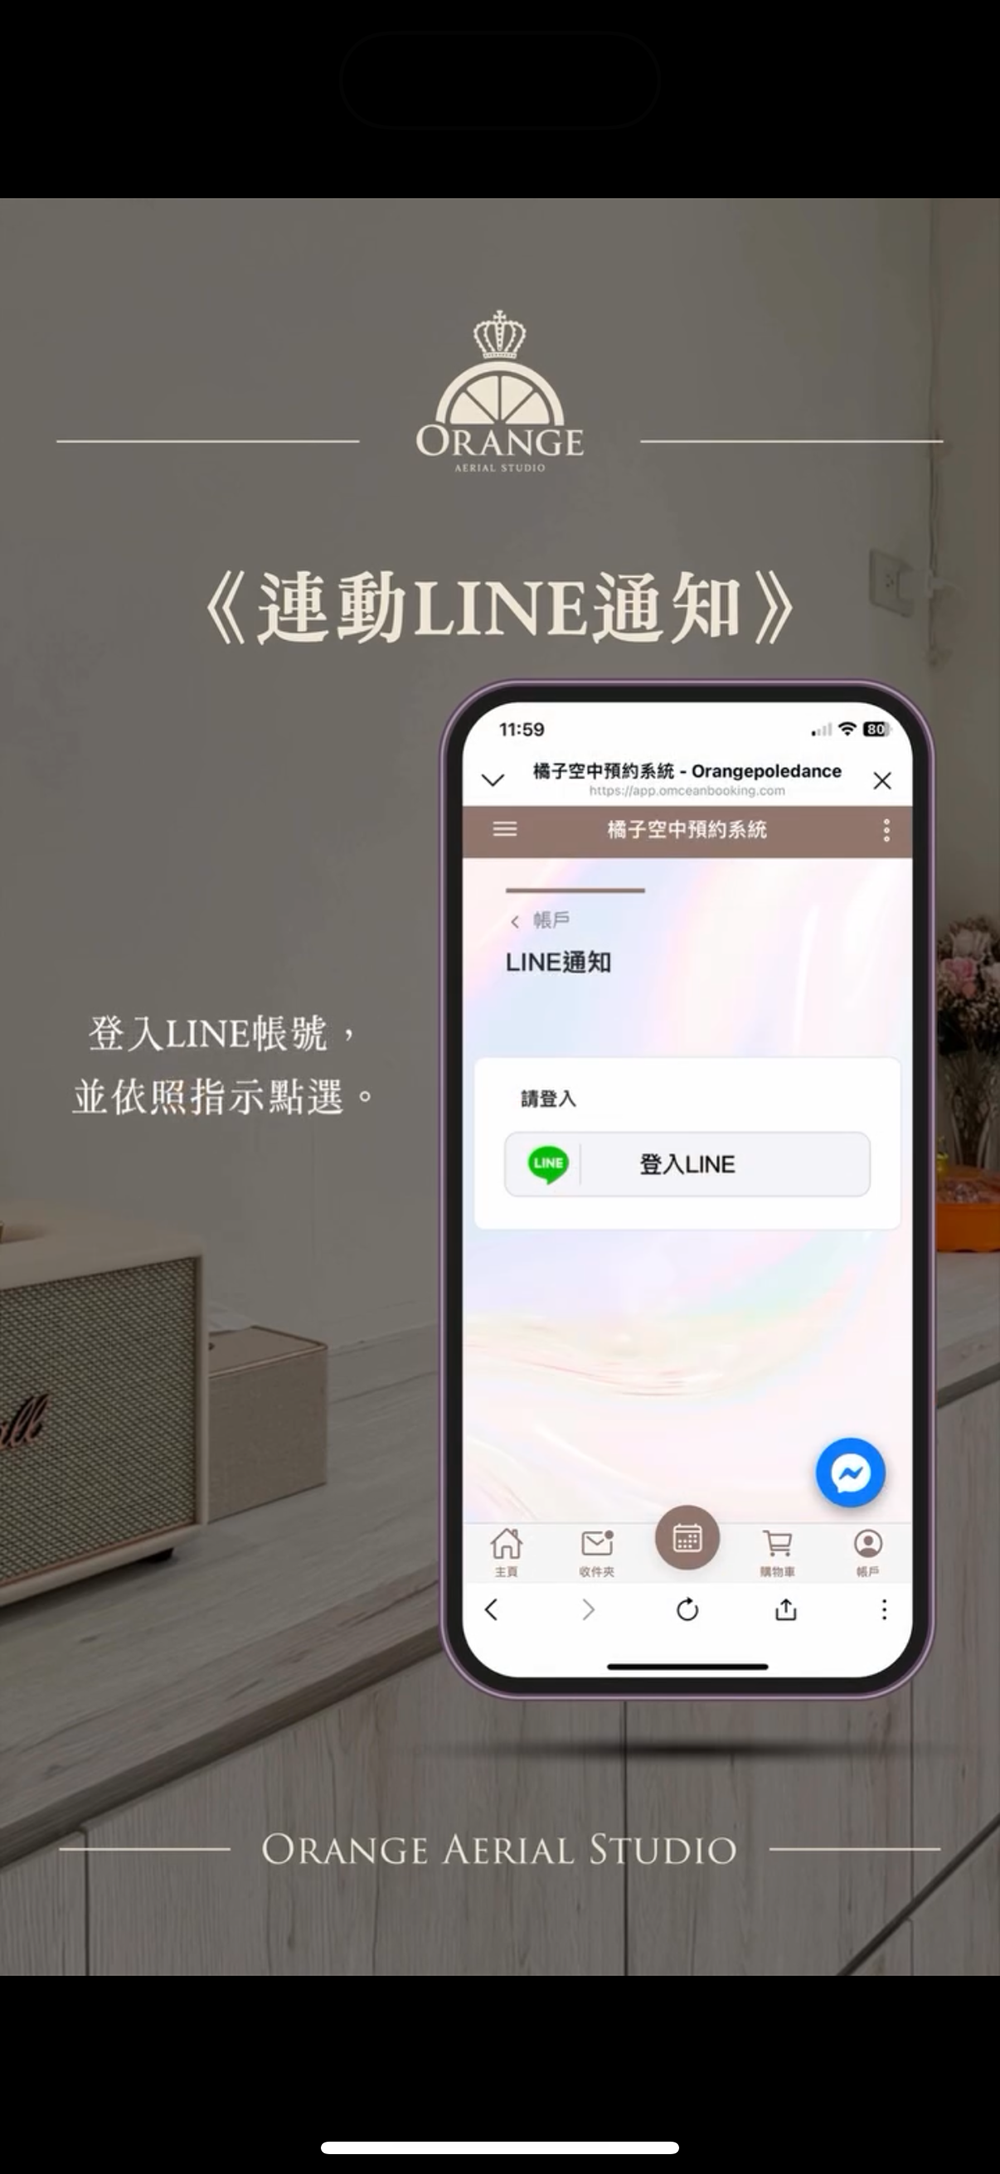 ORANGE
AERIAL STUDIO
《連動LINE通知》
登入LINE帳號，
並依照指示點選。
11:59
80
橘子空中預約系統 - Orangepoledance
https://app.omceanbooking.com
橘子空中預約系統
帳戶
LINE通知
請登入
LINE
登入LINE
主頁
收件夾
購物車
帳戶
ORANGE AERIAL STUDIO